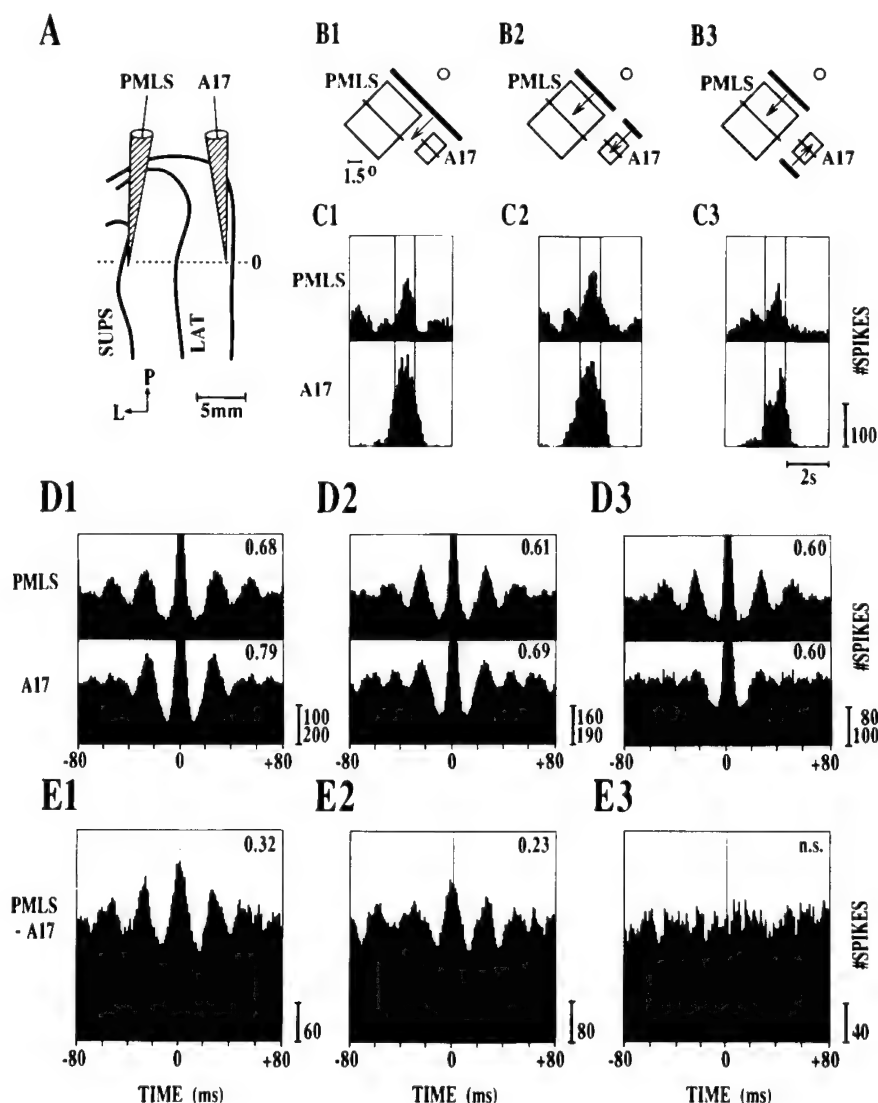 A
PMLS A17
SUPS
LAT
0
P
L
5mm
B1
PMLS
A17
1.5°
B2
PMLS
A17
B3
PMLS
A17
C1
C2
C3
PMLS
A17
#SPIKES
100
2s
D1
D2
D3
PMLS
0.68
0.61
0.60
A17
0.79
0.69
0.60
#SPIKES
100
200
160
190
80
100
-80 0 +80
-80 0 +80
-80 0 +80
E1
E2
E3
PMLS
- A17
0.32
0.23
n.s.
#SPIKES
60
80
40
-80 0 +80
-80 0 +80
-80 0 +80
TIME (ms)
TIME (ms)
TIME (ms)